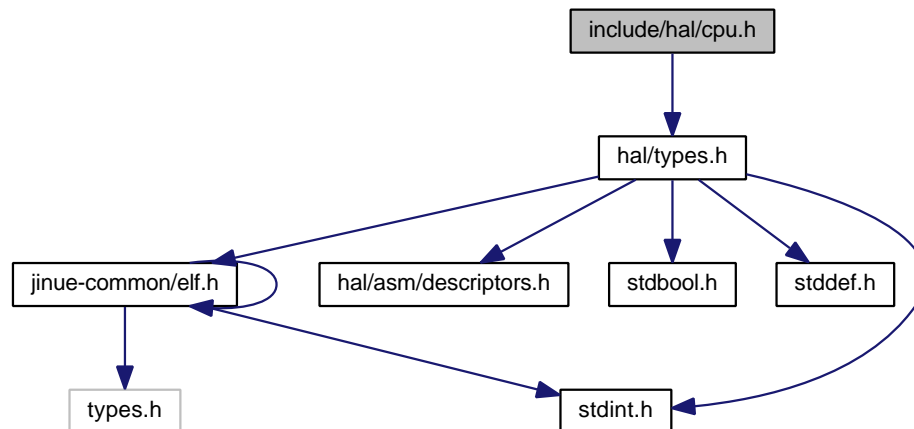 include/hal/cpu.h
hal/types.h
jinue-common/elf.h
hal/asm/descriptors.h
stdbool.h
stddef.h
types.h
stdint.h